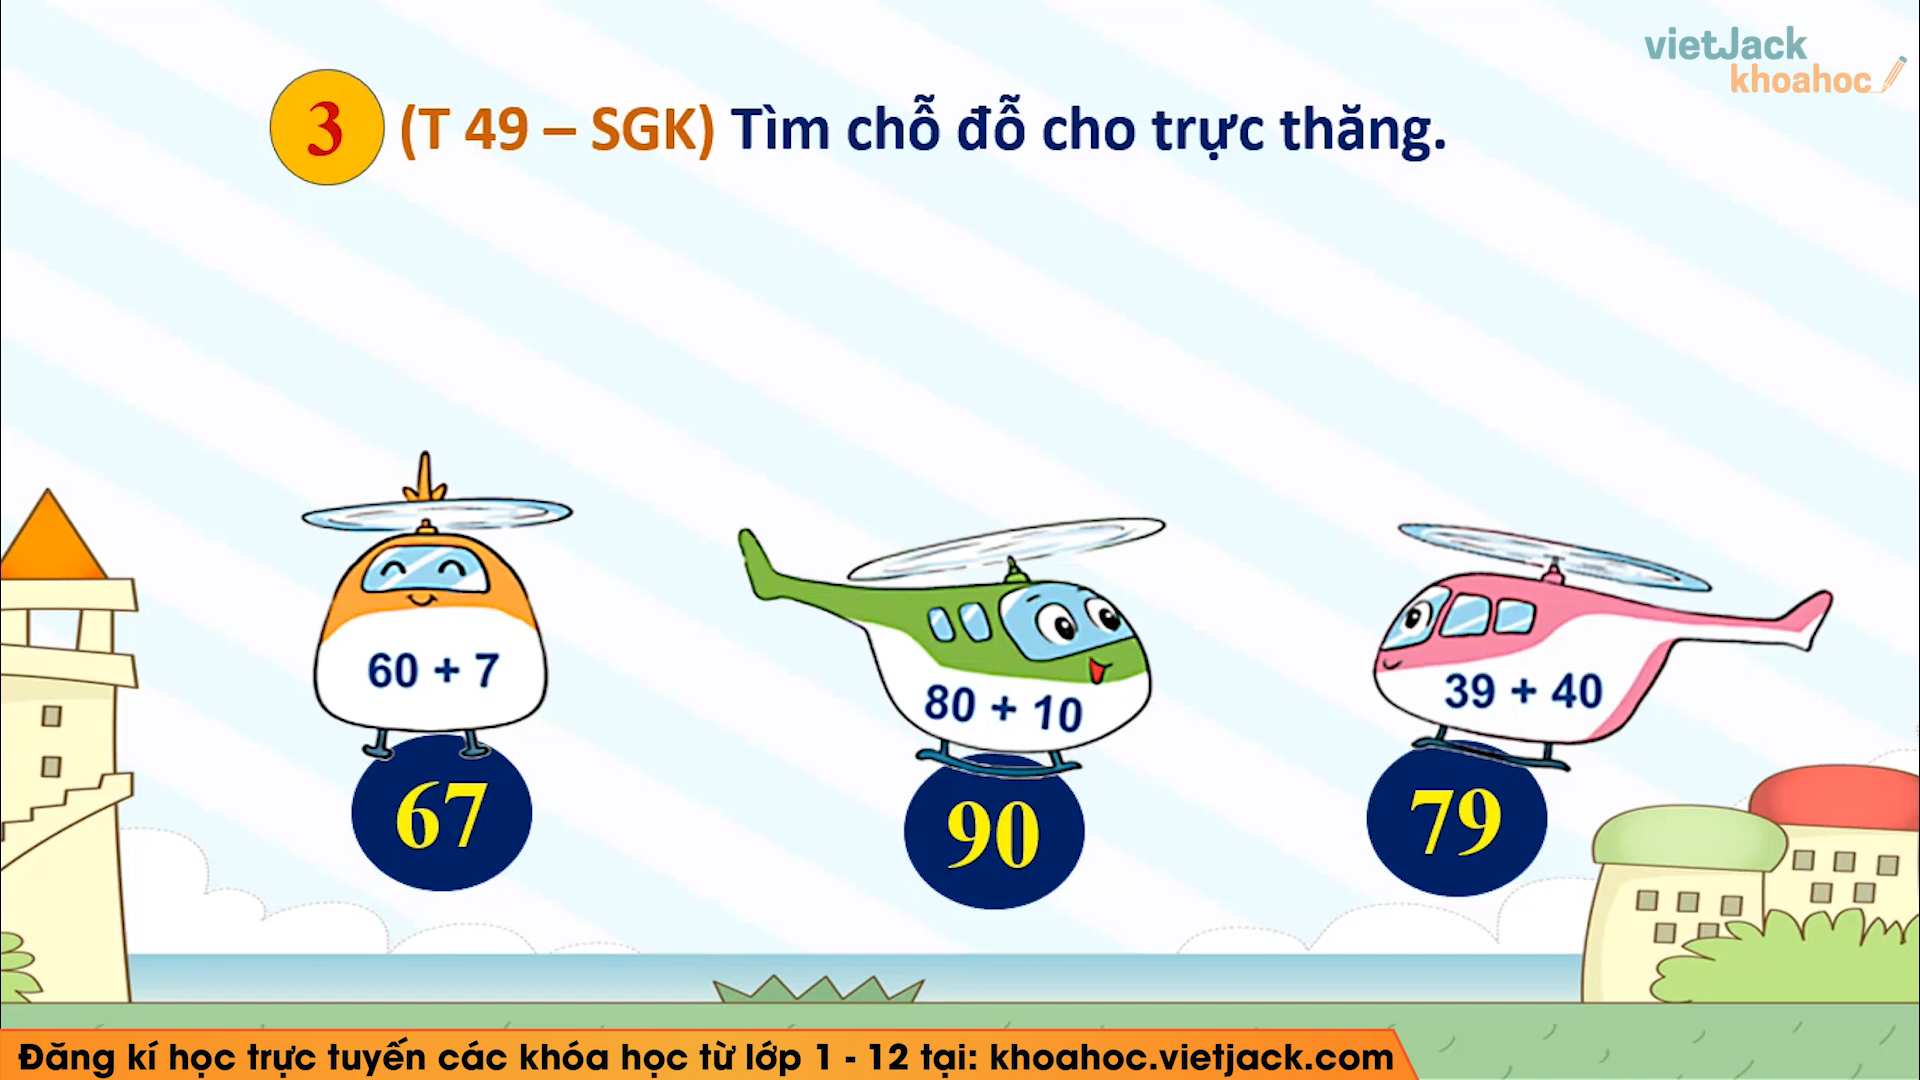 vietJack
khoahoc
3 (T 49 – SGK) Tìm chỗ đỗ cho trực thăng.
60 + 7
80 + 10
39 + 40
67
90
79
Đăng kí học trực tuyến các khóa học từ lớp 1 - 12 tại: khoahoc.vietjack.com